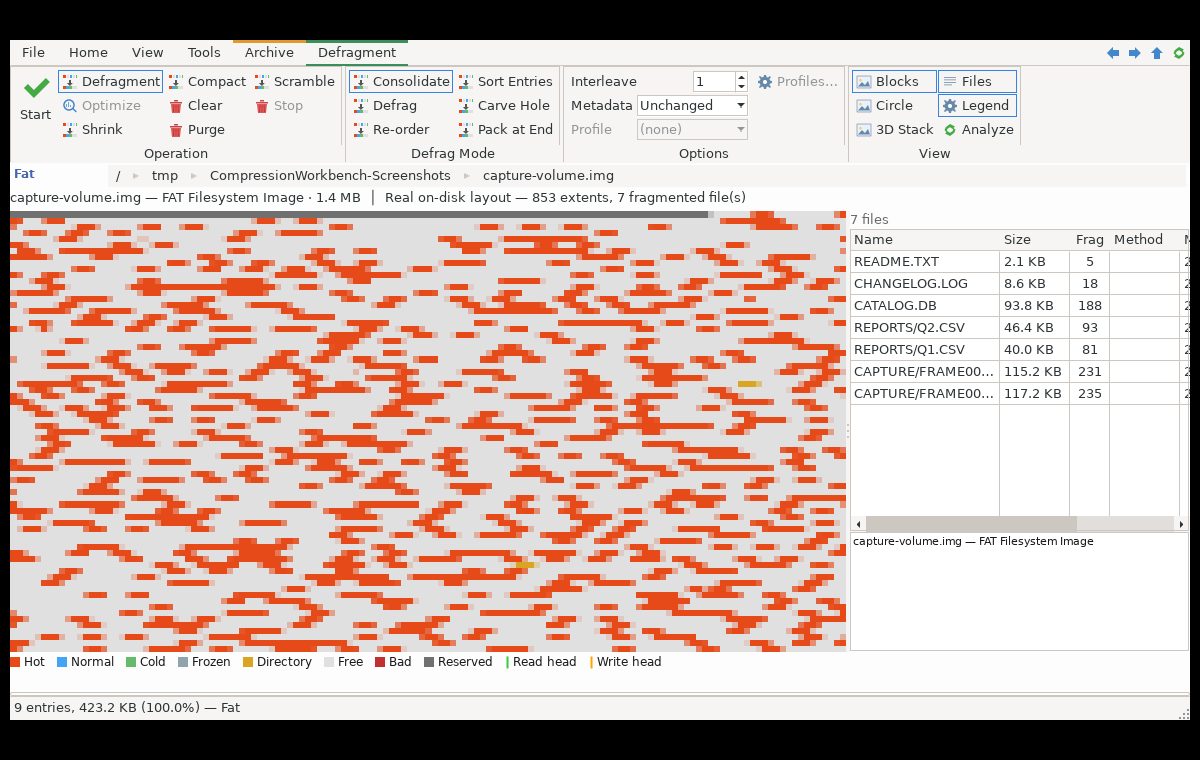 File Home View Tools Archive Defragment
Defragment Compact Scramble Consolidate Sort Entries Interleave 1 Profiles... Blocks Files
Start Optimize Clear Stop Defrag Carve Hole Metadata Unchanged Circle Legend
Shrink Purge Re-order Pack at End Profile (none) 3D Stack Analyze
Operation Defrag Mode Options View
Fat / tmp CompressionWorkbench-Screenshots capture-volume.img
capture-volume.img — FAT Filesystem Image · 1.4 MB │ Real on-disk layout — 853 extents, 7 fragmented file(s)
7 files
Name Size Frag Method
README.TXT 2.1 KB 5 2
CHANGELOG.LOG 8.6 KB 18 2
CATALOG.DB 93.8 KB 188 2
REPORTS/Q2.CSV 46.4 KB 93 2
REPORTS/Q1.CSV 40.0 KB 81 2
CAPTURE/FRAME00... 115.2 KB 231 2
CAPTURE/FRAME00... 117.2 KB 235 2
capture-volume.img — FAT Filesystem Image
Hot Normal Cold Frozen Directory Free Bad Reserved Read head Write head
9 entries, 423.2 KB (100.0%) — Fat